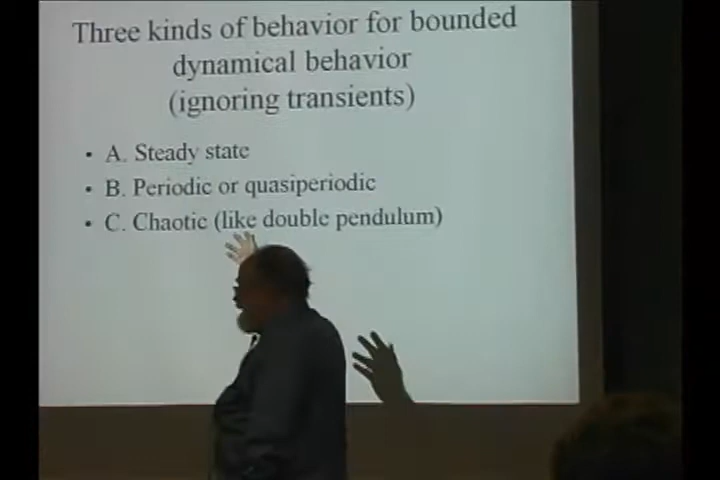 Three kinds of behavior for bounded
dynamical behavior
(ignoring transients)
• A. Steady state
• B. Periodic or quasiperiodic
• C. Chaotic (like double pendulum)